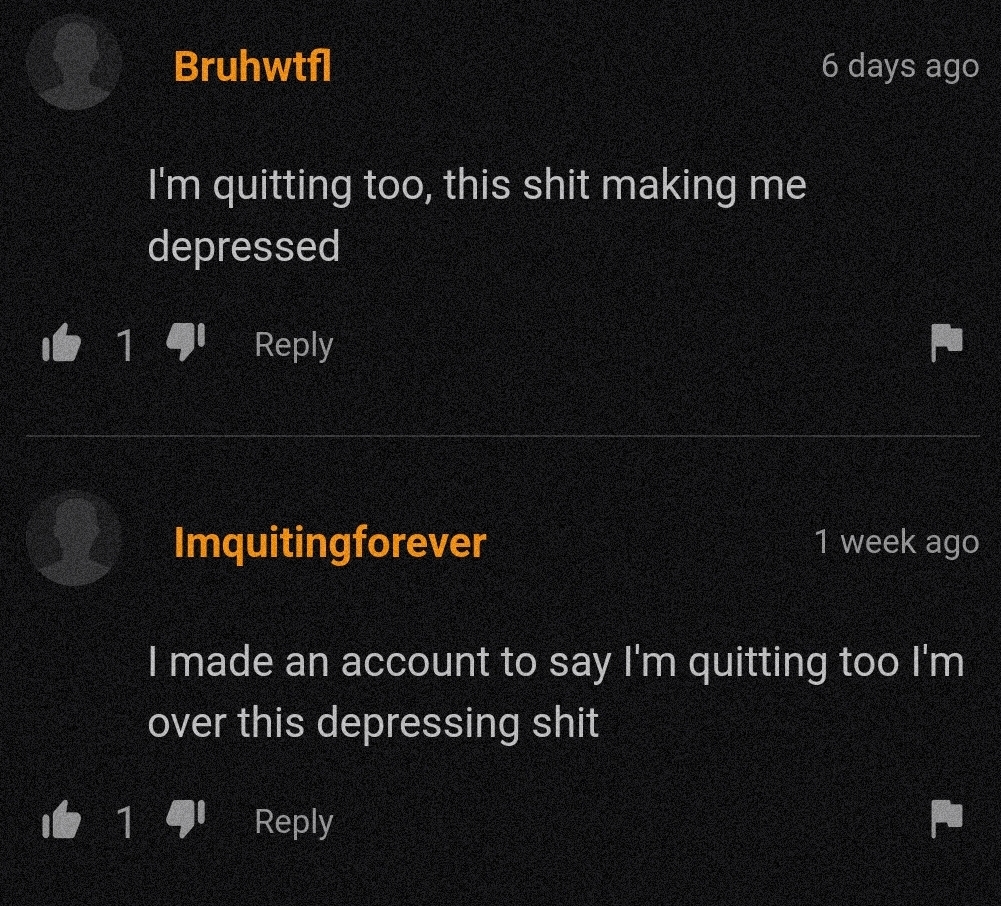 Bruhwtfl 6 days ago
I'm quitting too, this shit making me
depressed
1 Reply
Imquitingforever 1 week ago
I made an account to say I'm quitting too I'm
over this depressing shit
1 Reply